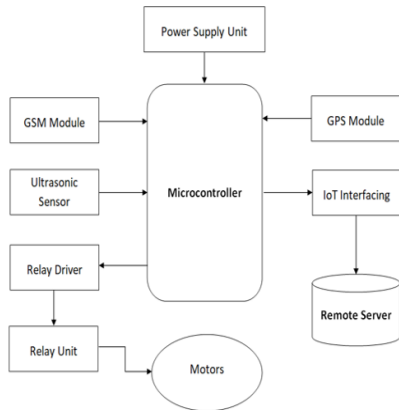 Power Supply Unit
GSM Module
GPS Module
Ultrasonic
Sensor
Microcontroller
IoT Interfacing
Relay Driver
Remote Server
Relay Unit
Motors